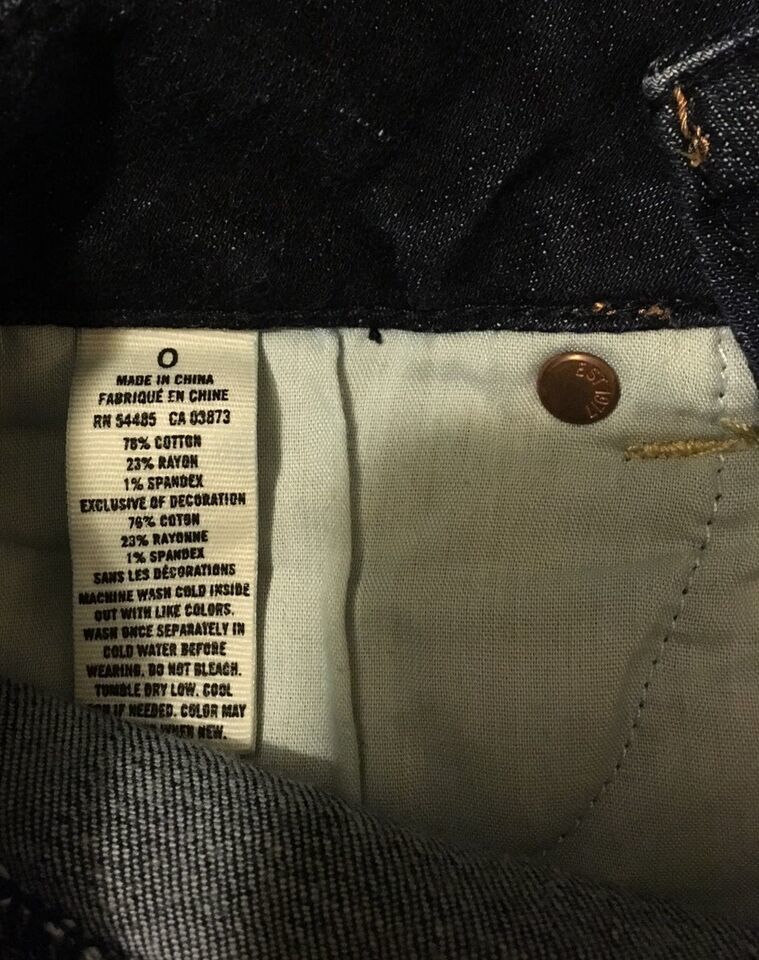 0
MADE IN CHINA
FABRIQUÉ EN CHINE
RN 54485 CA 03873
76% COTTON
23% RAYON
1% SPANDEX
EXCLUSIVE OF DECORATION
76% COTON
23% RAYONNE
1% SPANDEX
SANS LES DÉCORATIONS
MACHINE WASH COLD INSIDE
OUT WITH LIKE COLORS.
WASH ONCE SEPARATELY IN
COLD WATER BEFORE
WEARING. DO NOT BLEACH.
TUMBLE DRY LOW. COOL
IF NEEDED. COLOR MAY
WHEN NEW.
EST 1977